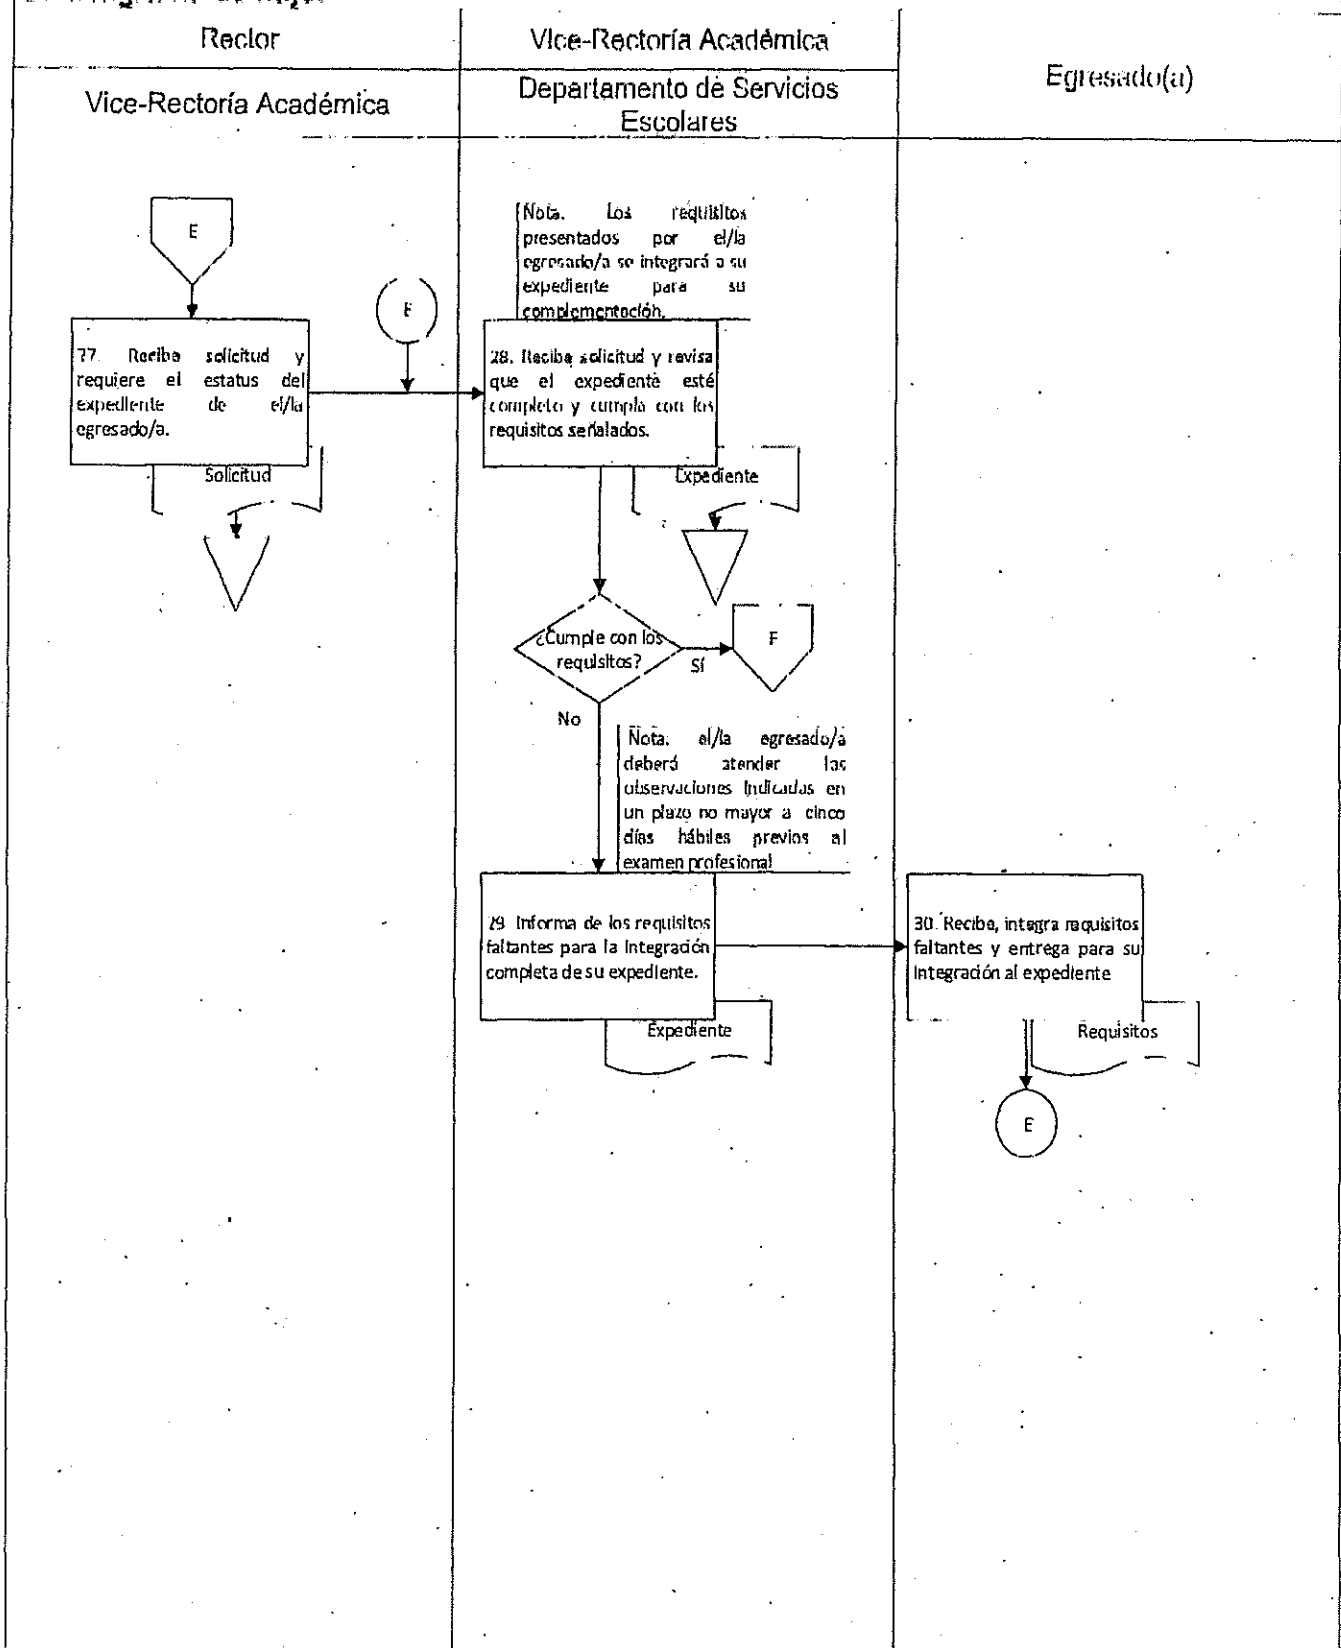 Rector
Vice-Rectoría Académica
Vice-Rectoría Académica
Departamento de Servicios
Escolares
Egresado(a)
E
27. Recibe solicitud y
requiere el estatus del
expediente de el/la
egresado/a.
Solicitud
E
Nota. Los requisitos
presentados por el/la
egresado/a se integrará a su
expediente para su
complementación.
28. Recibe solicitud y revisa
que el expediente esté
completo y cumpla con los
requisitos señalados.
Expediente
¿Cumple con los
requisitos?
Sí
F
No
Nota. el/la egresado/a
deberá atender las
observaciones indicadas en
un plazo no mayor a cinco
días hábiles previos al
examen profesional
29. Informa de los requisitos
faltantes para la integración
completa de su expediente.
Expediente
30. Recibe, integra requisitos
faltantes y entrega para su
integración al expediente
Requisitos
E